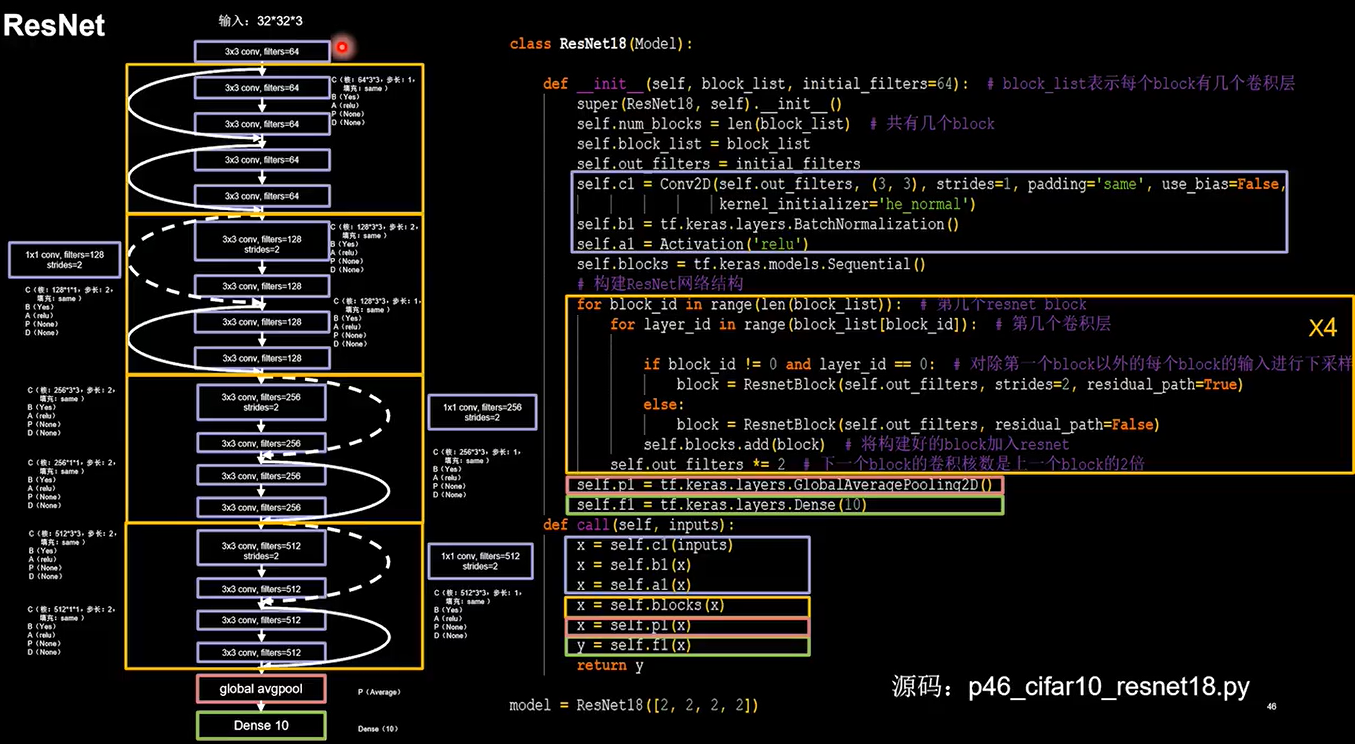 ResNet
输入：32*32*3
3x3 conv, filters=64
C（核：64*3*3，步长：1，
填充：same ）
B（Yes）
A（relu）
P（None）
D（None）
3x3 conv, filters=64
3x3 conv, filters=64
3x3 conv, filters=64
3x3 conv, filters=64
1x1 conv, filters=128
strides=2
C（核：128*1*1，步长：2，
填充：same ）
B（Yes）
A（relu）
P（None）
D（None）
3x3 conv, filters=128
strides=2
C（核：128*3*3，步长：2，
填充：same ）
B（Yes）
A（relu）
P（None）
D（None）
3x3 conv, filters=128
C（核：128*3*3，步长：1，
填充：same ）
B（Yes）
A（relu）
P（None）
D（None）
3x3 conv, filters=128
3x3 conv, filters=128
C（核：256*3*3，步长：2，
填充：same ）
B（Yes）
A（relu）
P（None）
D（None）
3x3 conv, filters=256
strides=2
1x1 conv, filters=256
strides=2
3x3 conv, filters=256
C（核：256*1*1，步长：2，
填充：same ）
B（Yes）
A（relu）
P（None）
D（None）
C（核：256*3*3，步长：1，
填充：same ）
B（Yes）
A（relu）
P（None）
D（None）
3x3 conv, filters=256
3x3 conv, filters=256
C（核：512*3*3，步长：2，
填充：same ）
B（Yes）
A（relu）
P（None）
D（None）
3x3 conv, filters=512
strides=2
1x1 conv, filters=512
strides=2
3x3 conv, filters=512
C（核：512*1*1，步长：2，
填充：same ）
B（Yes）
A（relu）
P（None）
D（None）
C（核：512*3*3，步长：1，
填充：same ）
B（Yes）
A（relu）
P（None）
D（None）
3x3 conv, filters=512
3x3 conv, filters=512
global avgpool
P（Average）
Dense 10
Dense（10）
class ResNet18(Model):
def __init__(self, block_list, initial_filters=64):  # block_list表示每个block有几个卷积层
super(ResNet18, self).__init__()
self.num_blocks = len(block_list)  # 共有几个block
self.block_list = block_list
self.out_filters = initial_filters
self.c1 = Conv2D(self.out_filters, (3, 3), strides=1, padding='same', use_bias=False,
kernel_initializer='he_normal')
self.b1 = tf.keras.layers.BatchNormalization()
self.a1 = Activation('relu')
self.blocks = tf.keras.models.Sequential()
# 构建ResNet网络结构
for block_id in range(len(block_list)):  # 第几个resnet block
for layer_id in range(block_list[block_id]):  # 第几个卷积层
X4
if block_id != 0 and layer_id == 0:  # 对除第一个block以外的每个block的输入进行下采样
block = ResnetBlock(self.out_filters, strides=2, residual_path=True)
else:
block = ResnetBlock(self.out_filters, residual_path=False)
self.blocks.add(block)  # 将构建好的block加入resnet
self.out_filters *= 2  # 下一个block的卷积核数是上一个block的2倍
self.p1 = tf.keras.layers.GlobalAveragePooling2D()
self.f1 = tf.keras.layers.Dense(10)
def call(self, inputs):
x = self.c1(inputs)
x = self.b1(x)
x = self.a1(x)
x = self.blocks(x)
x = self.p1(x)
y = self.f1(x)
return y
model = ResNet18([2, 2, 2, 2])
源码：p46_cifar10_resnet18.py
46